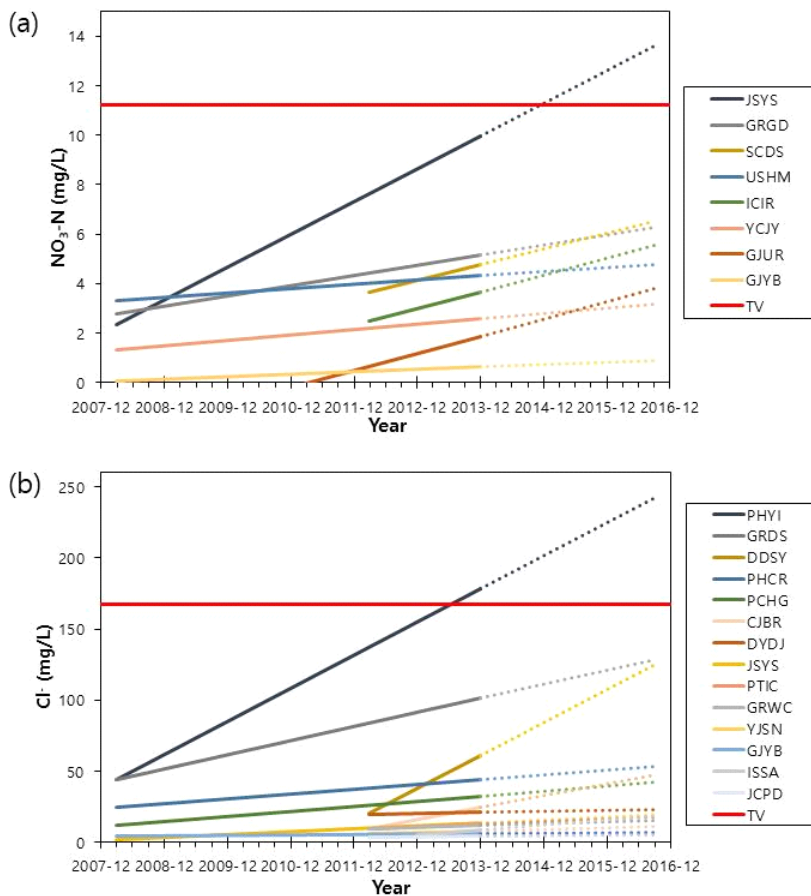 (a)
14
12
10
8
6
4
2
0
NO3-N (mg/L)
2007-12 2008-12 2009-12 2010-12 2011-12 2012-12 2013-12 2014-12 2015-12 2016-12
Year
JSYS
GRGD
SCDS
USHM
ICIR
YCJY
GJUR
GJYB
TV
(b)
250
200
150
100
50
0
Cl- (mg/L)
2007-12 2008-12 2009-12 2010-12 2011-12 2012-12 2013-12 2014-12 2015-12 2016-12
Year
PHYI
GRDS
DDSY
PHCR
PCHG
CJBR
DYDJ
JSYS
PTIC
GRWC
YJSN
GJYB
ISSA
JCPD
TV